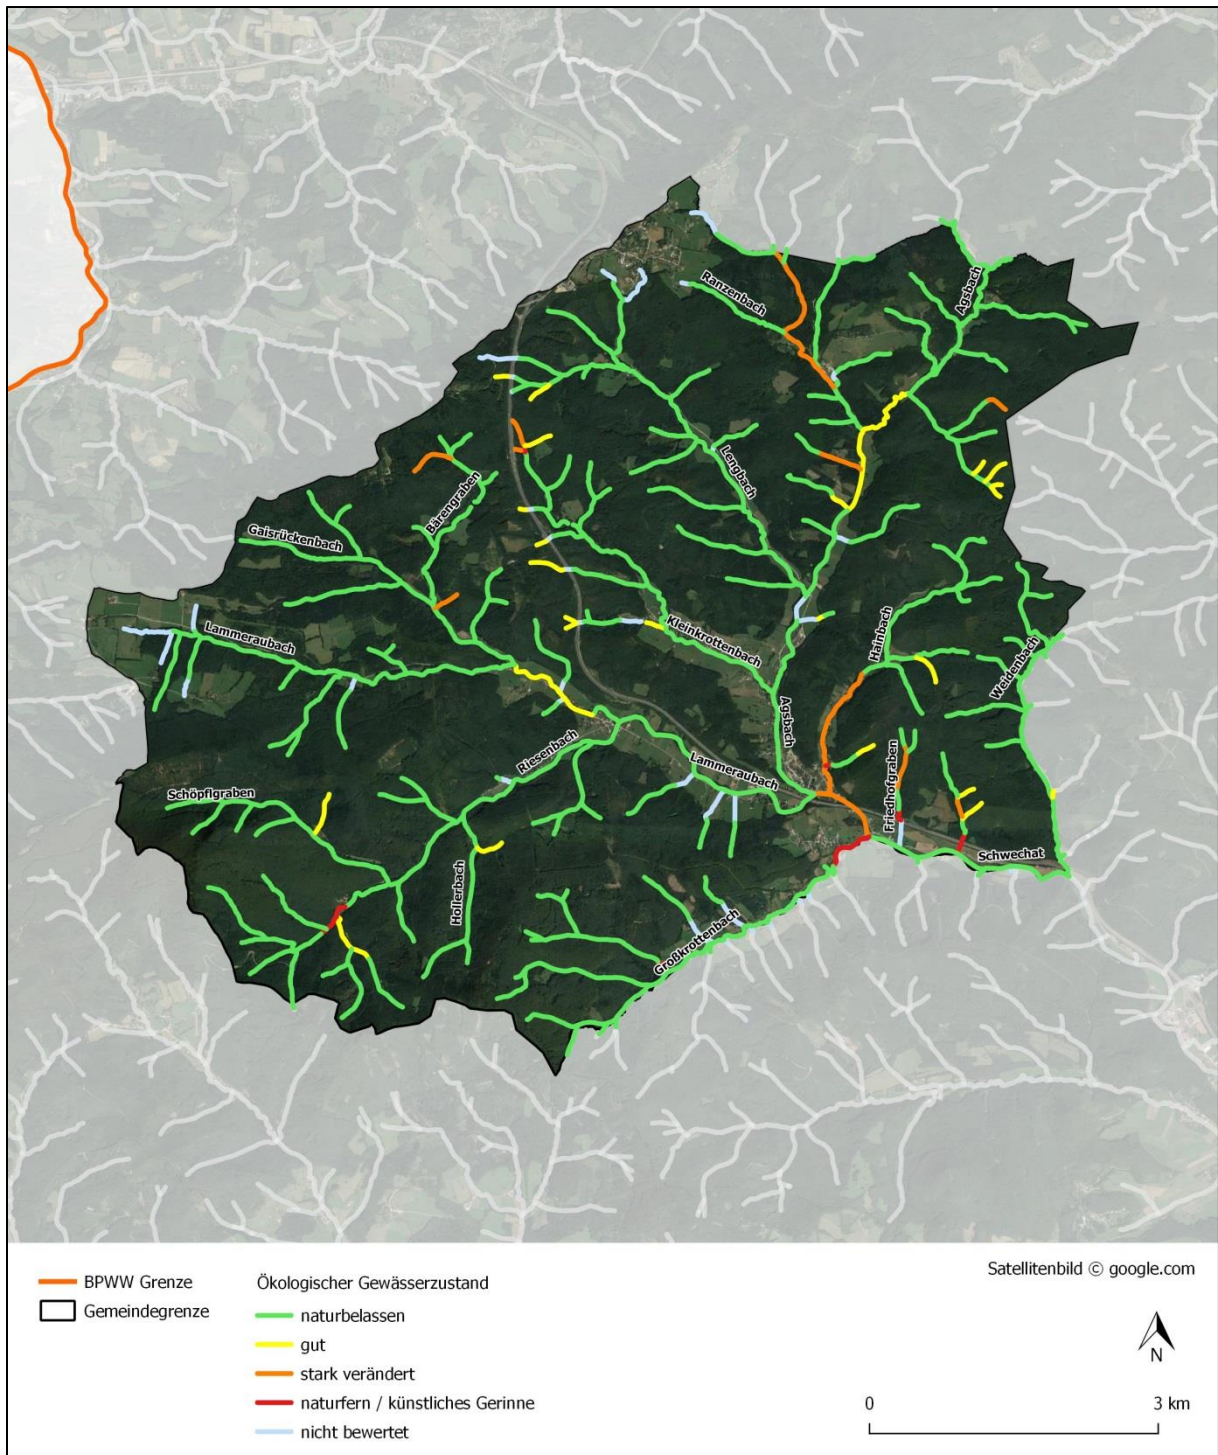 Ranzenbach
Agsbach
Lengbach
Bärengraben
Gaisrückenbach
Lammeraubach
Kleinkrottenbach
Hainbach
Weidenbach
Agsbach
Riesenbach
Lammeraubach
Friedhofgraben
Schöpflgraben
Schwechat
Hollerbach
Großkrottenbach
BPWW Grenze
Gemeindegrenze
Ökologischer Gewässerzustand
naturbelassen
gut
stark verändert
naturfern / künstliches Gerinne
nicht bewertet
Satellitenbild © google.com
N
0 3 km